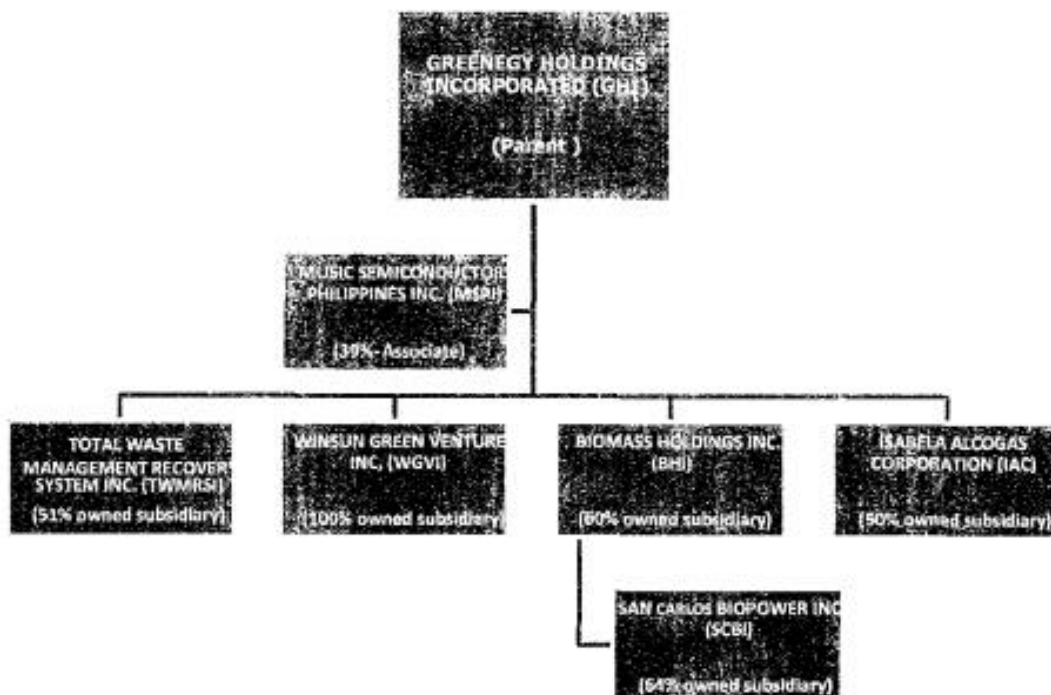 GREENEGY HOLDINGS
INCORPORATED (GHI)
(Parent )
MUSIC SEMICONDUCTOR
PHILIPPINES INC. (MSPI)
(39%- Associate)
TOTAL WASTE
MANAGEMENT RECOVERY
SYSTEM INC. (TWMRSI)
(51% owned subsidiary)
WINSUN GREEN VENTURE
INC, (WGVI)
(100% owned subsidiary)
BIOMASS HOLDINGS INC.
(BHI)
(60% owned subsidiary)
ISABELA ALCOGAS
CORPORATION (IAC)
(50% owned subsidiary)
SAN CARLOS BIOPOWER INC
(SCBI)
(64% owned subsidiary)